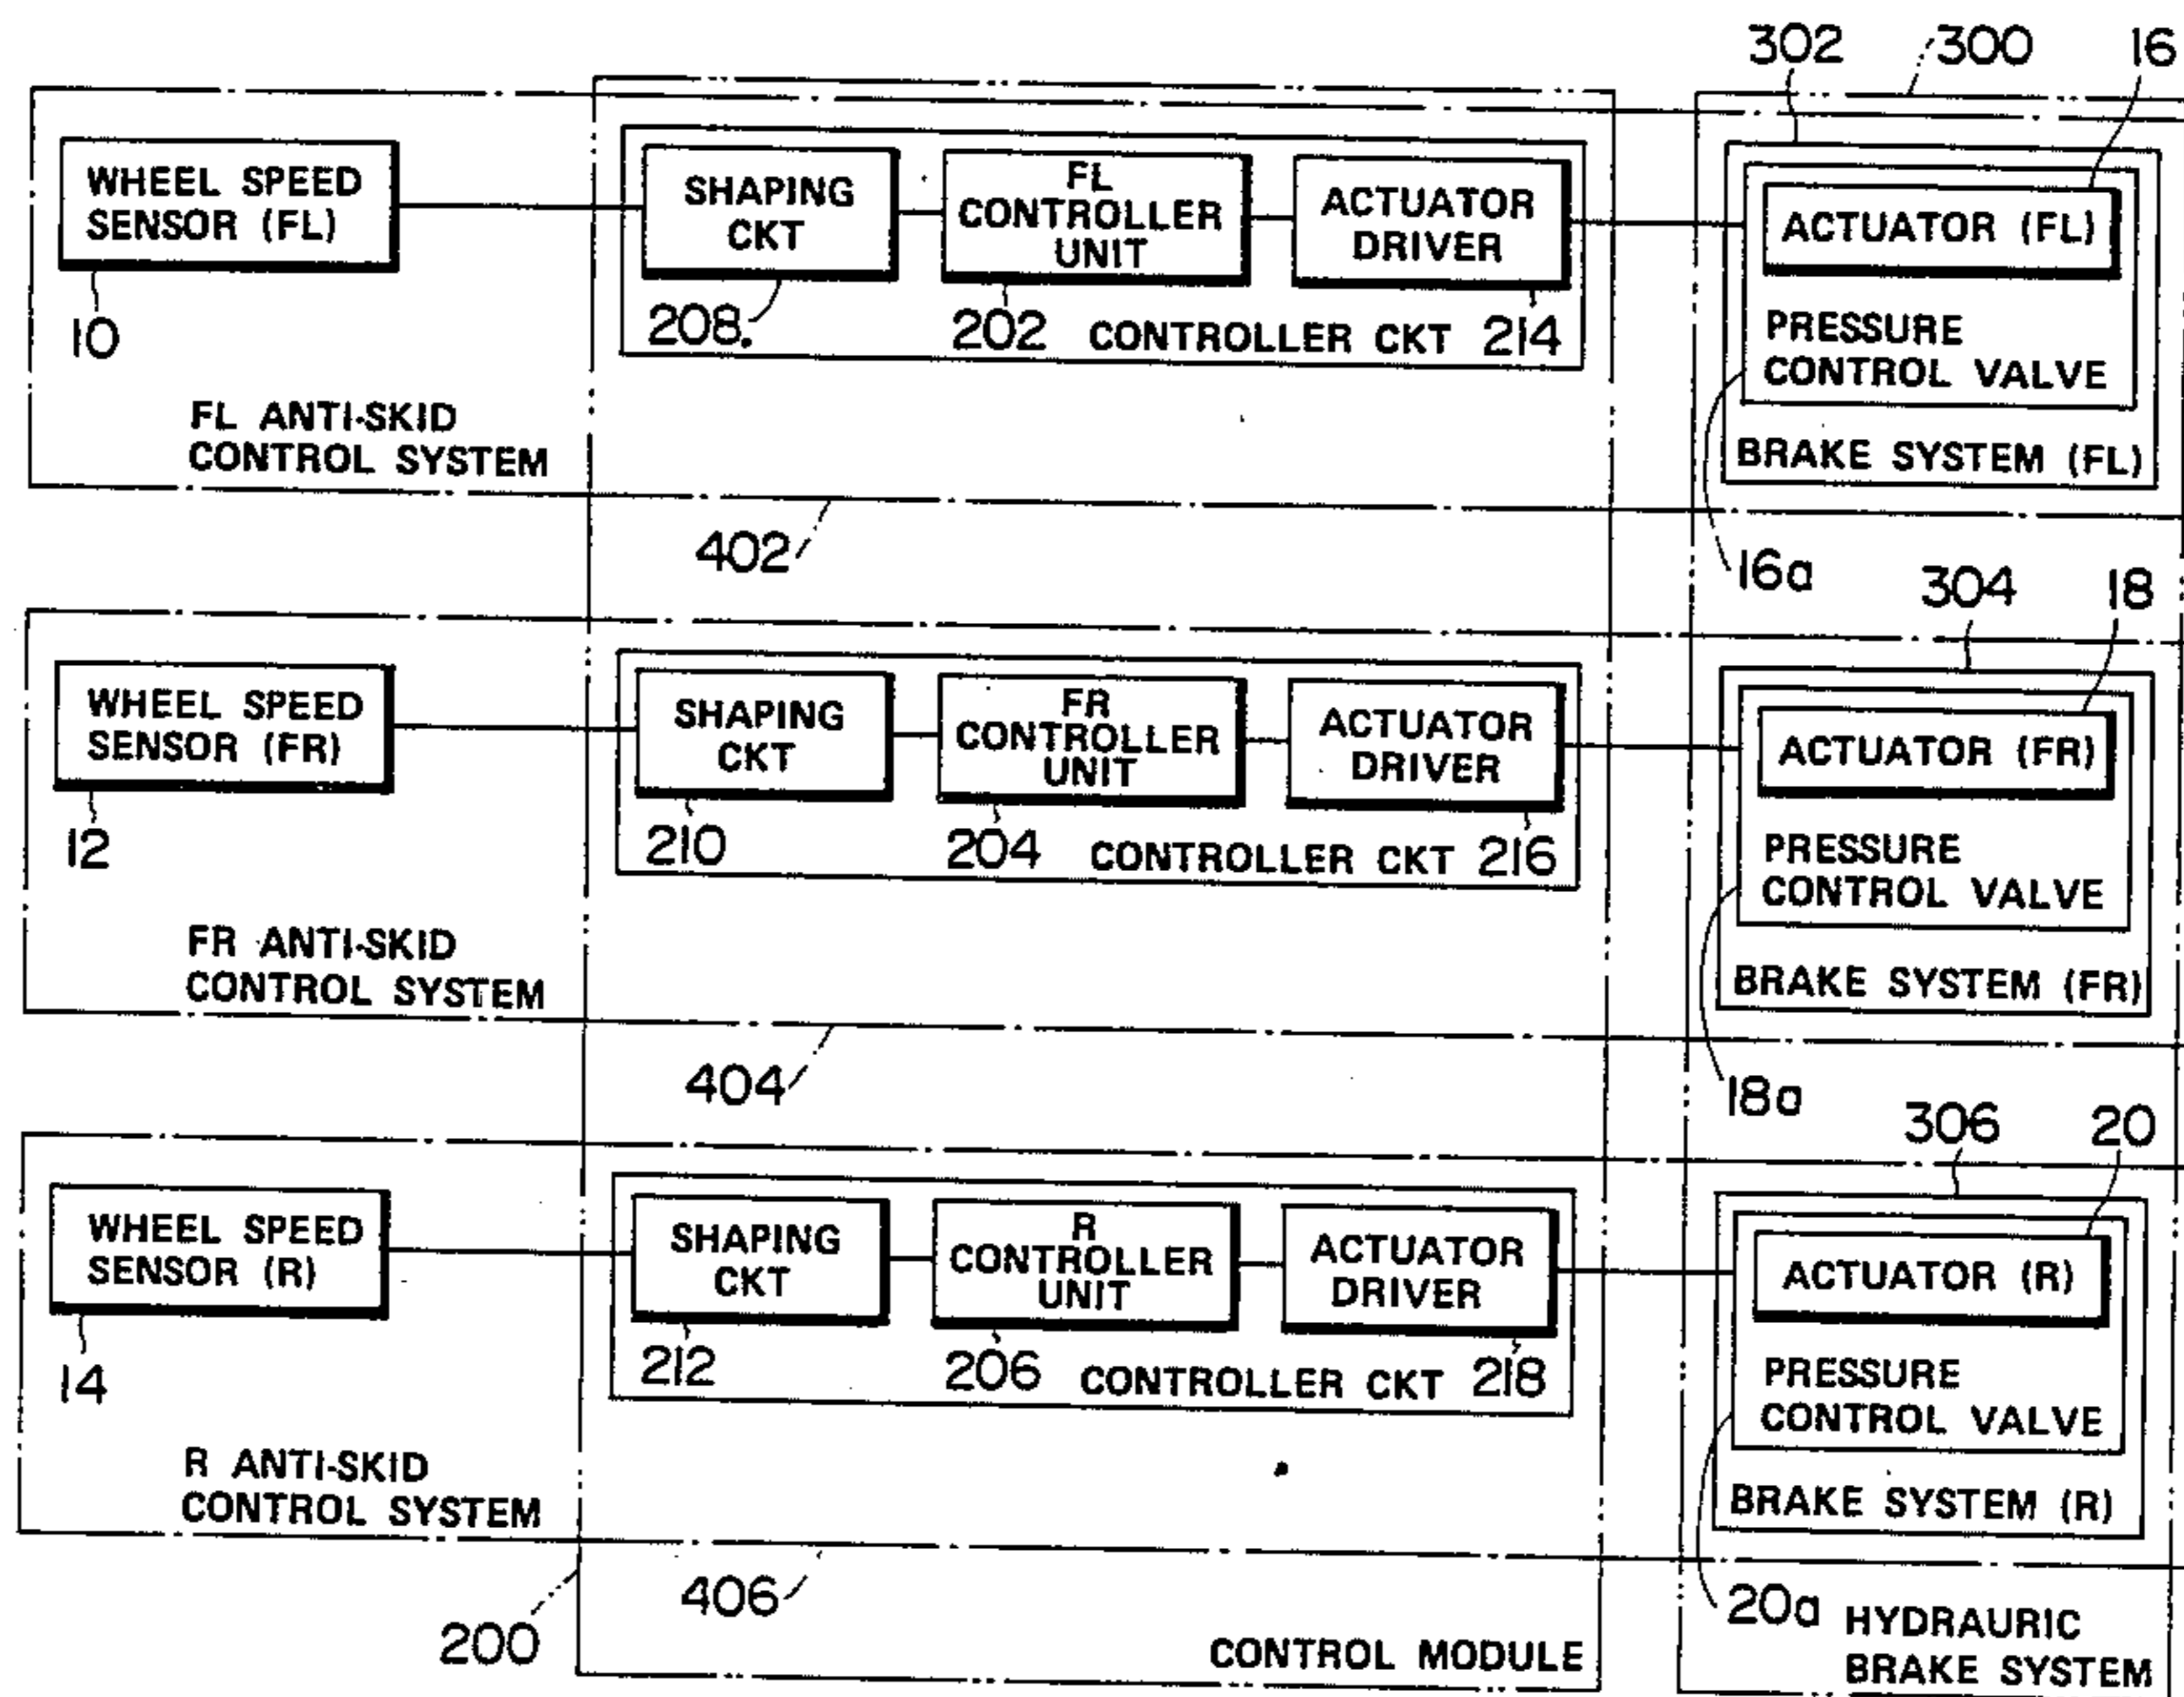 302
300
16
WHEEL SPEED
SENSOR (FL)
SHAPING
CKT
FL
CONTROLLER
UNIT
ACTUATOR
DRIVER
ACTUATOR (FL)
10
208.
202
CONTROLLER CKT
214
PRESSURE
CONTROL VALVE
FL ANTI-SKID
CONTROL SYSTEM
BRAKE SYSTEM (FL)
402
16a
304
18
WHEEL SPEED
SENSOR (FR)
SHAPING
CKT
FR
CONTROLLER
UNIT
ACTUATOR
DRIVER
ACTUATOR (FR)
12
210
204
CONTROLLER CKT
216
PRESSURE
CONTROL VALVE
FR ANTI-SKID
CONTROL SYSTEM
BRAKE SYSTEM (FR)
404
18a
306
20
WHEEL SPEED
SENSOR (R)
SHAPING
CKT
R
CONTROLLER
UNIT
ACTUATOR
DRIVER
ACTUATOR (R)
14
212
206
CONTROLLER CKT
218
PRESSURE
CONTROL VALVE
R ANTI-SKID
CONTROL SYSTEM
BRAKE SYSTEM (R)
406
20a
200
CONTROL MODULE
HYDRAURIC
BRAKE SYSTEM